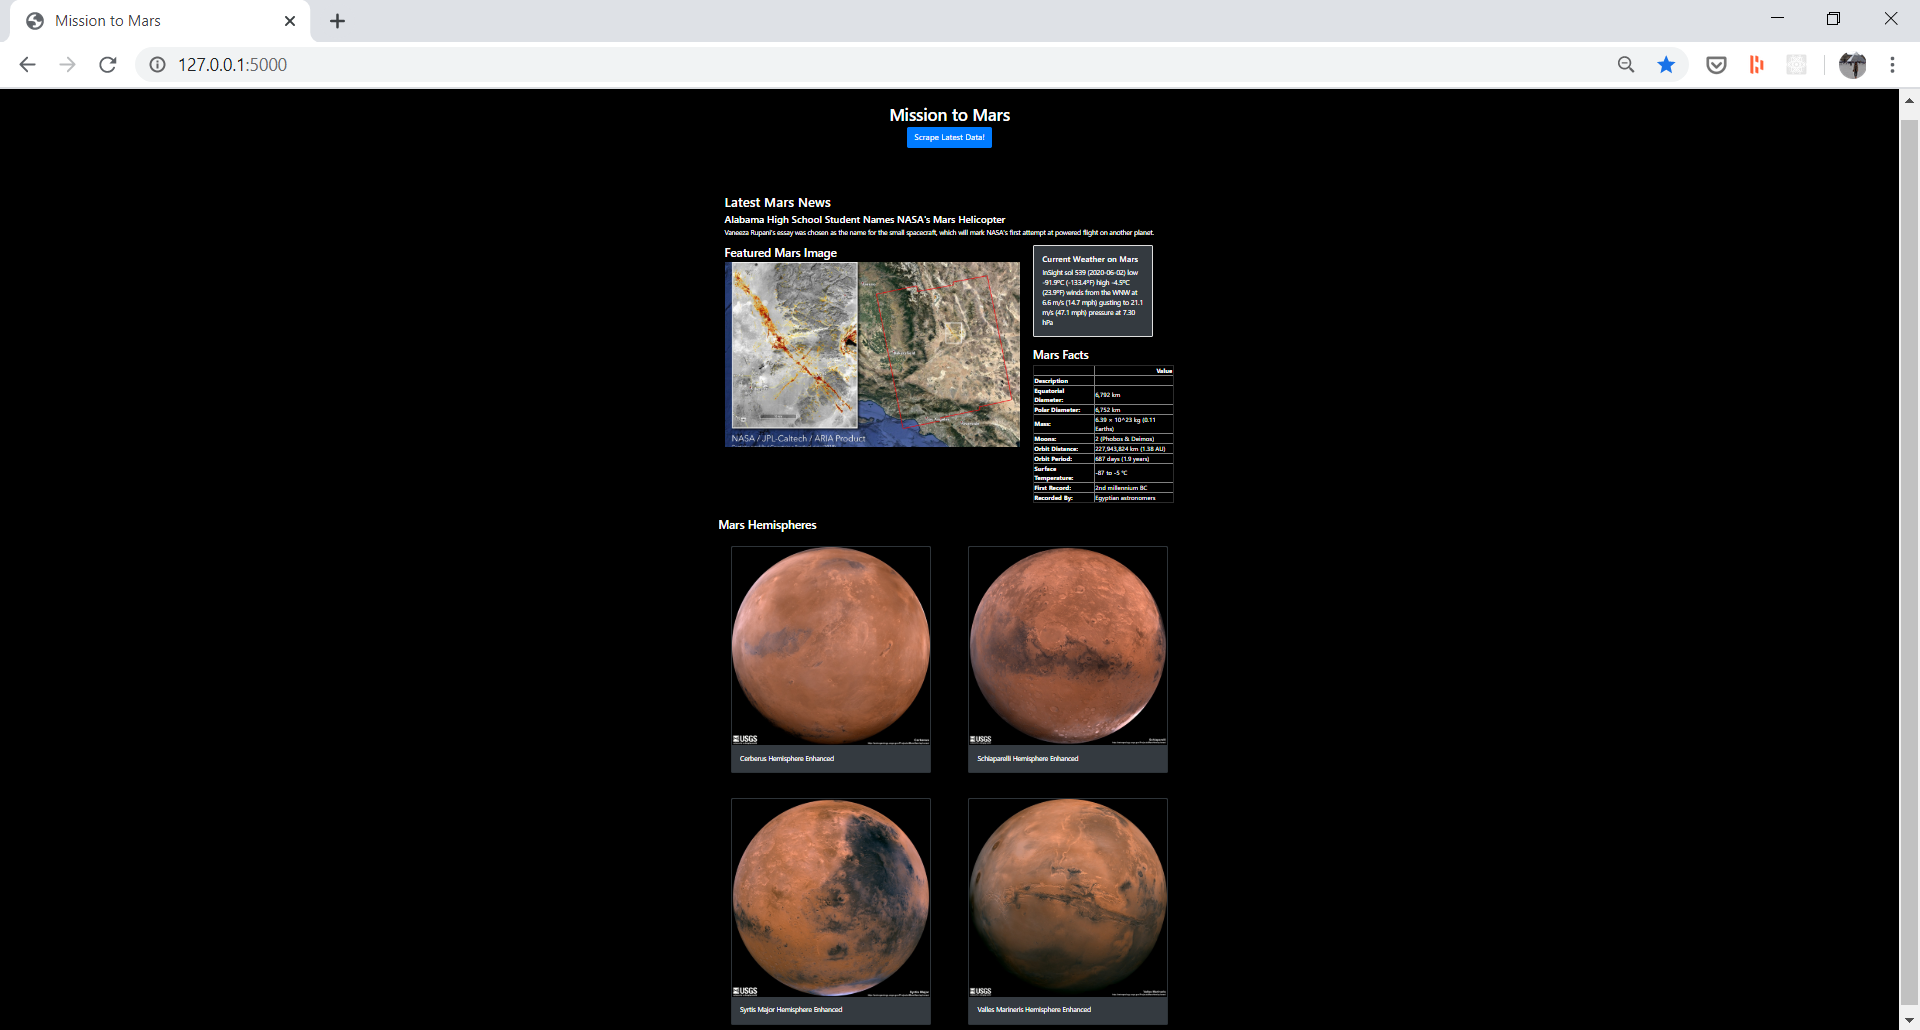 Mission to Mars
127.0.0.1:5000
Mission to Mars
Scrape Latest Data!
Latest Mars News
Alabama High School Student Names NASA's Mars Helicopter
Vaneeza Rupani's essay was chosen as the name for the small spacecraft, which will mark NASA's first attempt at powered flight on another planet.
Featured Mars Image
NASA / JPL-Caltech / ARIA Product
Current Weather on Mars
InSight sol 539 (2020-06-02) low
-91.9ºC (-133.4ºF) high -4.5ºC
(23.9ºF) winds from the WNW at
6.6 m/s (14.7 mph) gusting to 21.1
m/s (47.1 mph) pressure at 7.30
hPa
Mars Facts
Value
Description
Equatorial
Diameter:
6,792 km
Polar Diameter: 6,752 km
Mass:
6.39 × 10^23 kg (0.11
Earths)
Moons: 2 (Phobos & Deimos)
Orbit Distance: 227,943,824 km (1.38 AU)
Orbit Period: 687 days (1.9 years)
Surface
Temperature:
-87 to -5 °C
First Record: 2nd millennium BC
Recorded By: Egyptian astronomers
Mars Hemispheres
USGS
Cerberus
USGS
Schiaparelli
Cerberus Hemisphere Enhanced
Schiaparelli Hemisphere Enhanced
USGS
Syrtis Major
USGS
Valles Marineris
Syrtis Major Hemisphere Enhanced
Valles Marineris Hemisphere Enhanced